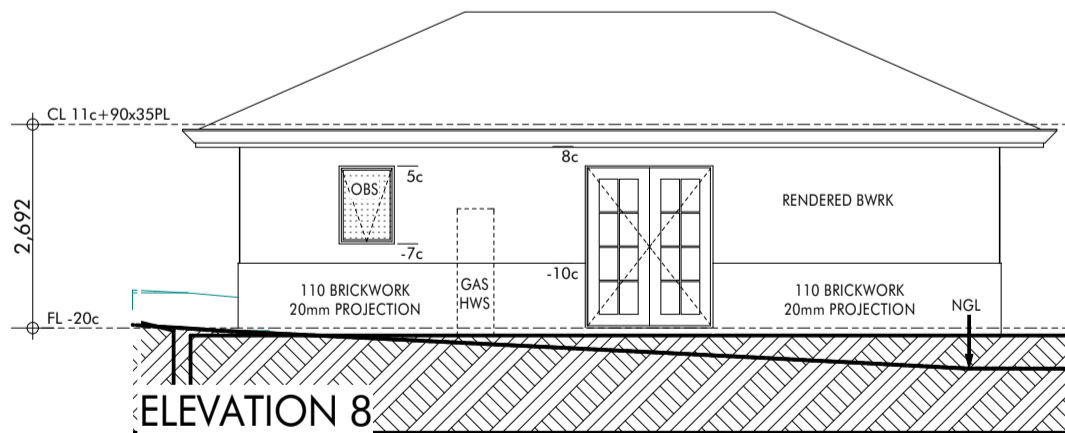 CL 11c+90x35PL
8c
OBS
5c
RENDERED BWRK
2,692
-7c
-10c
GAS
HWS
110 BRICKWORK
20mm PROJECTION
110 BRICKWORK
20mm PROJECTION
NGL
FL -20c
ELEVATION 8